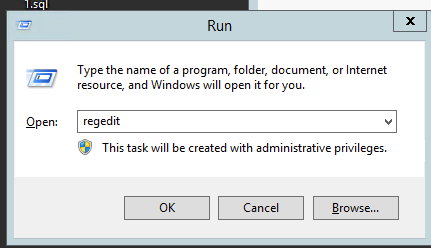 1.sql
Run
x
Type the name of a program, folder, document, or Internet
resource, and Windows will open it for you.
Open:
regedit
This task will be created with administrative privileges.
OK
Cancel
Browse...